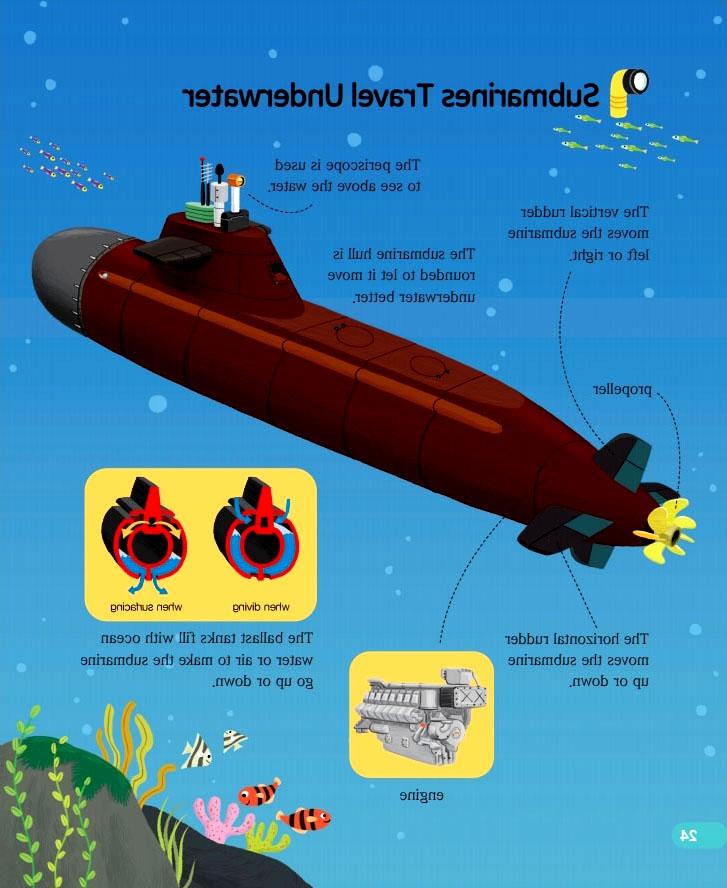 Submarines Travel Underwater
The periscope is used
to see above the water.
The vertical rudder
moves the submarine
left or right.
The submarine hull is
rounded to let it move
underwater better.
propeller
when diving
when surfacing
The ballast tanks fill with ocean
water or air to make the submarine
go up or down.
The horizontal rudder
moves the submarine
up or down.
engine
24